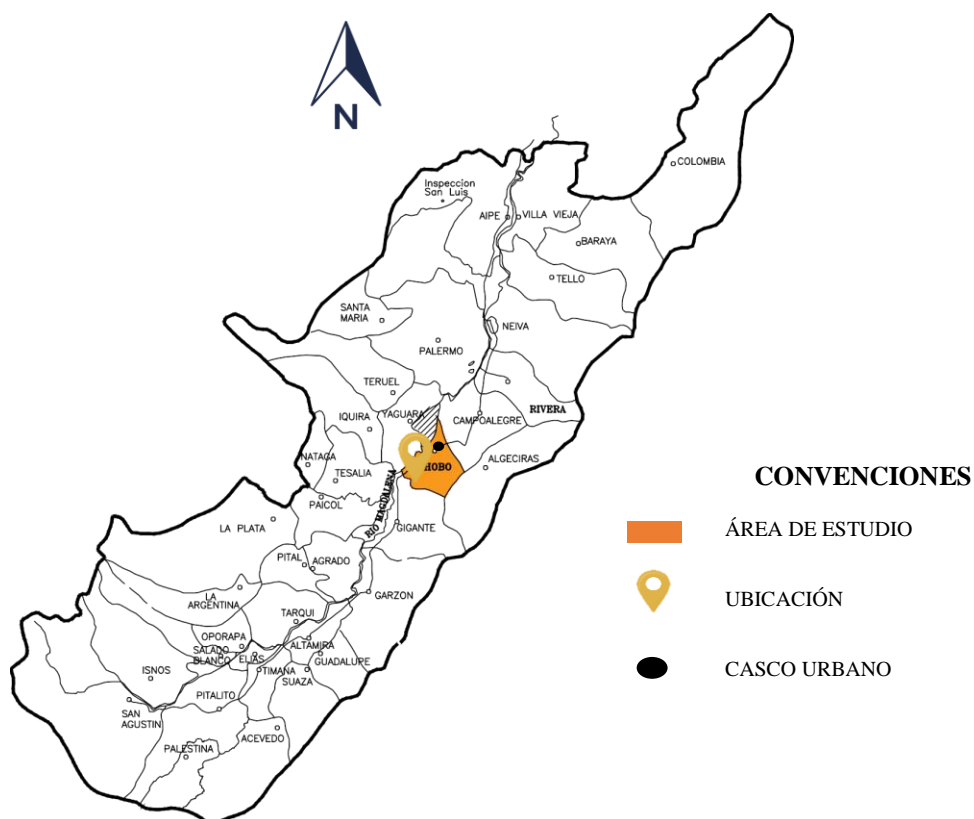 N
COLOMBIA
Inspeccion
San Luis
AIPE
VILLA VIEJA
BARAYA
TELLO
SANTA
MARIA
NEIVA
PALERMO
TERUEL
RIVERA
YAGUARA
CAMPOALEGRE
IQUIRA
HOBO
ALGECIRAS
NATAGA
TESALIA
PAICOL
RIO MAGDALENA
GIGANTE
LA PLATA
PITAL
AGRADO
GARZON
LA
ARGENTINA
TARQUI
OPORAPA
ALTAMIRA
SALADO
BLANCO
ELIAS
GUADALUPE
ISNOS
TIMANA
SUAZA
PITALITO
SAN
AGUSTIN
ACEVEDO
PALESTINA
CONVENCIONES
ÁREA DE ESTUDIO
UBICACIÓN
CASCO URBANO